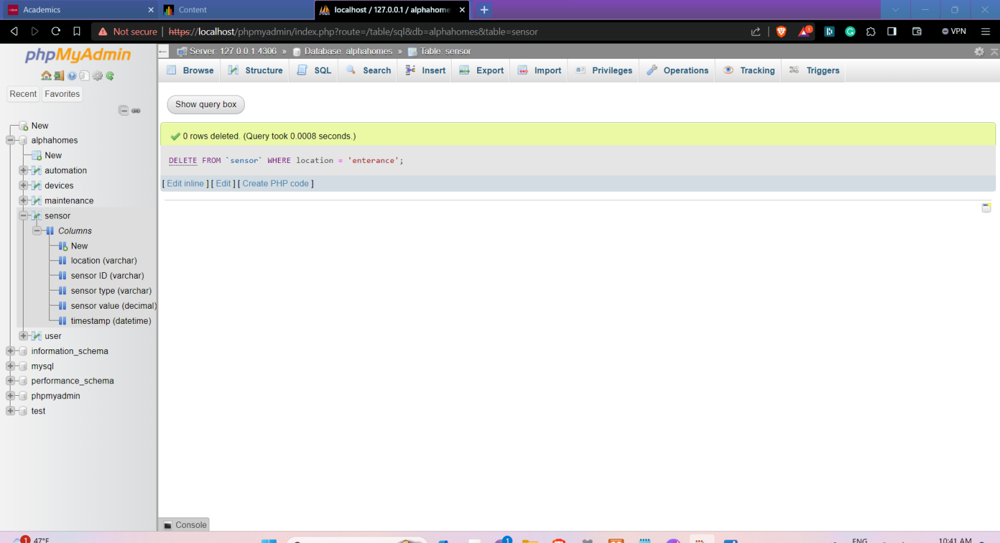 Academics
Content
localhost / 127.0.0.1 / alphahome
Not secure
https://localhost/phpmyadmin/index.php?route=/table/sql&db=alphahomes&table=sensor
1
VPN
phpMyAdmin
Server: 127.0.0.1:4306 » Database: alphahomes » Table: sensor
Browse
Structure
SQL
Search
Insert
Export
Import
Privileges
Operations
Tracking
Triggers
Recent
Favorites
New
alphahomes
New
automation
devices
maintenance
sensor
Columns
New
location (varchar)
sensor ID (varchar)
sensor type (varchar)
sensor value (decimal)
timestamp (datetime)
user
information_schema
mysql
performance_schema
phpmyadmin
test
Show query box
0 rows deleted. (Query took 0.0008 seconds.)
DELETE FROM `sensor` WHERE location = 'enterance';
[ Edit inline ] [ Edit ] [ Create PHP code ]
Console
1
47°F
1
ENG
10:41 AM